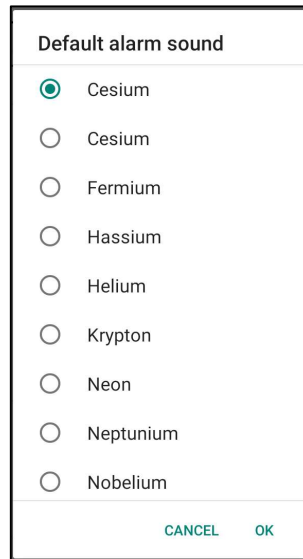 Default alarm sound
Cesium
Cesium
Fermium
Hassium
Helium
Krypton
Neon
Neptunium
Nobelium
CANCEL OK